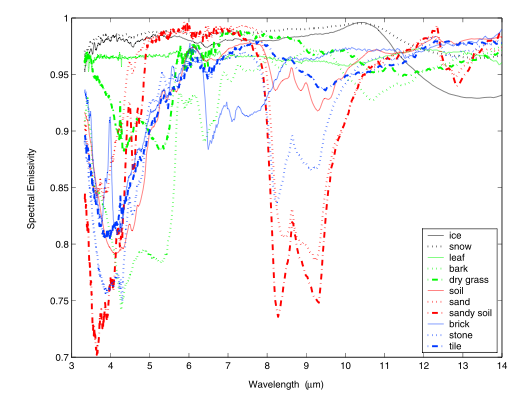 1
0.95
0.9
0.85
0.8
0.75
0.7
Spectral Emissivity
3 4 5 6 7 8 9 10 11 12 13 14
Wavelength (μm)
ice
snow
leaf
bark
dry grass
soil
sand
sandy soil
brick
stone
tile